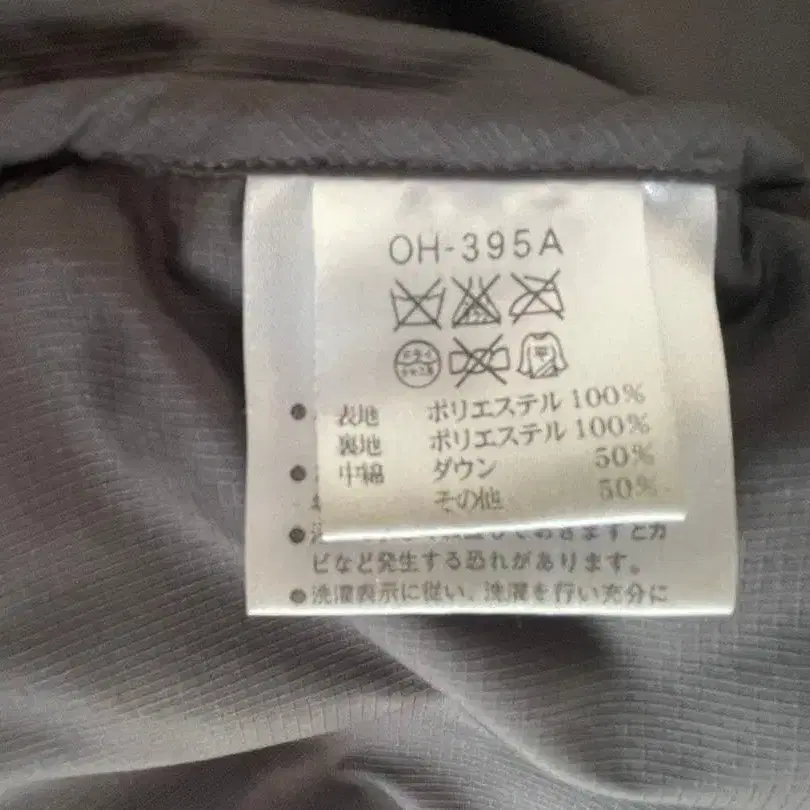 OH-395A
表地 ポリエステル 100%
裏地 ポリエステル 100%
中綿 ダウン 50%
その他 50%
ビなど発生する恐れがあります。
●洗濯表示に従い、洗濯を行い充分に